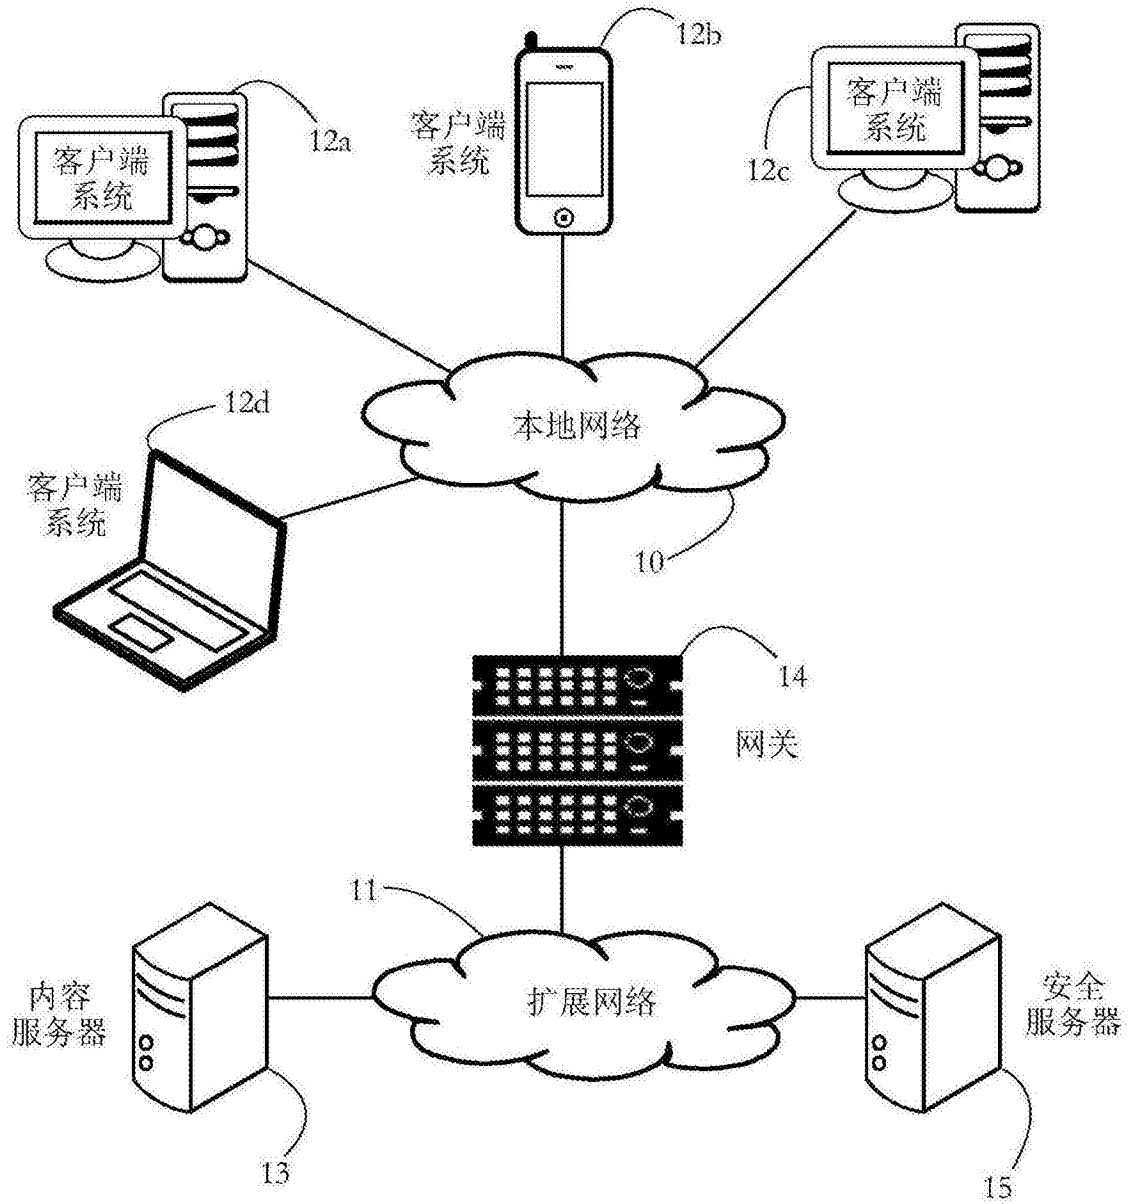 12a
客户端
系统
12b
客户端
系统
12c
客户端
系统
12d
客户端
系统
本地网络
10
14
网关
11
扩展网络
内容
服务器
13
安全
服务器
15